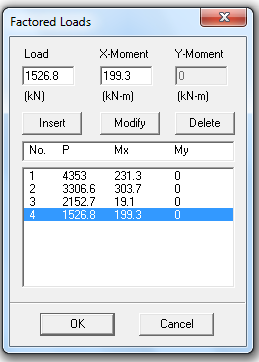 Factored Loads
Load X-Moment Y-Moment
1526.8 199.3 0
(kN) (kN-m) (kN-m)
Insert Modify Delete
No. P Mx My
1 4353 231.3 0
2 3306.6 303.7 0
3 2152.7 19.1 0
4 1526.8 199.3 0
OK Cancel